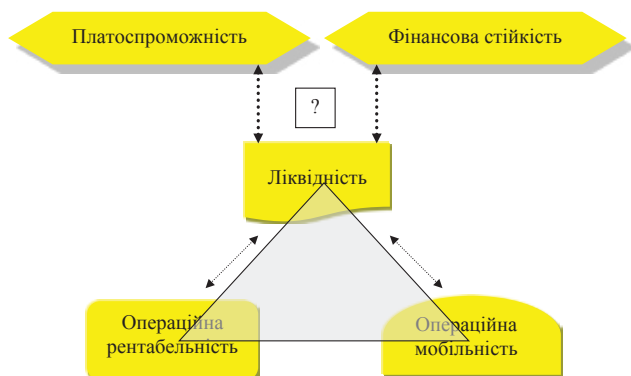 Платоспроможність
Фінансова стійкість
?
Ліквідність
Операційна
рентабельність
Операційна
мобільність